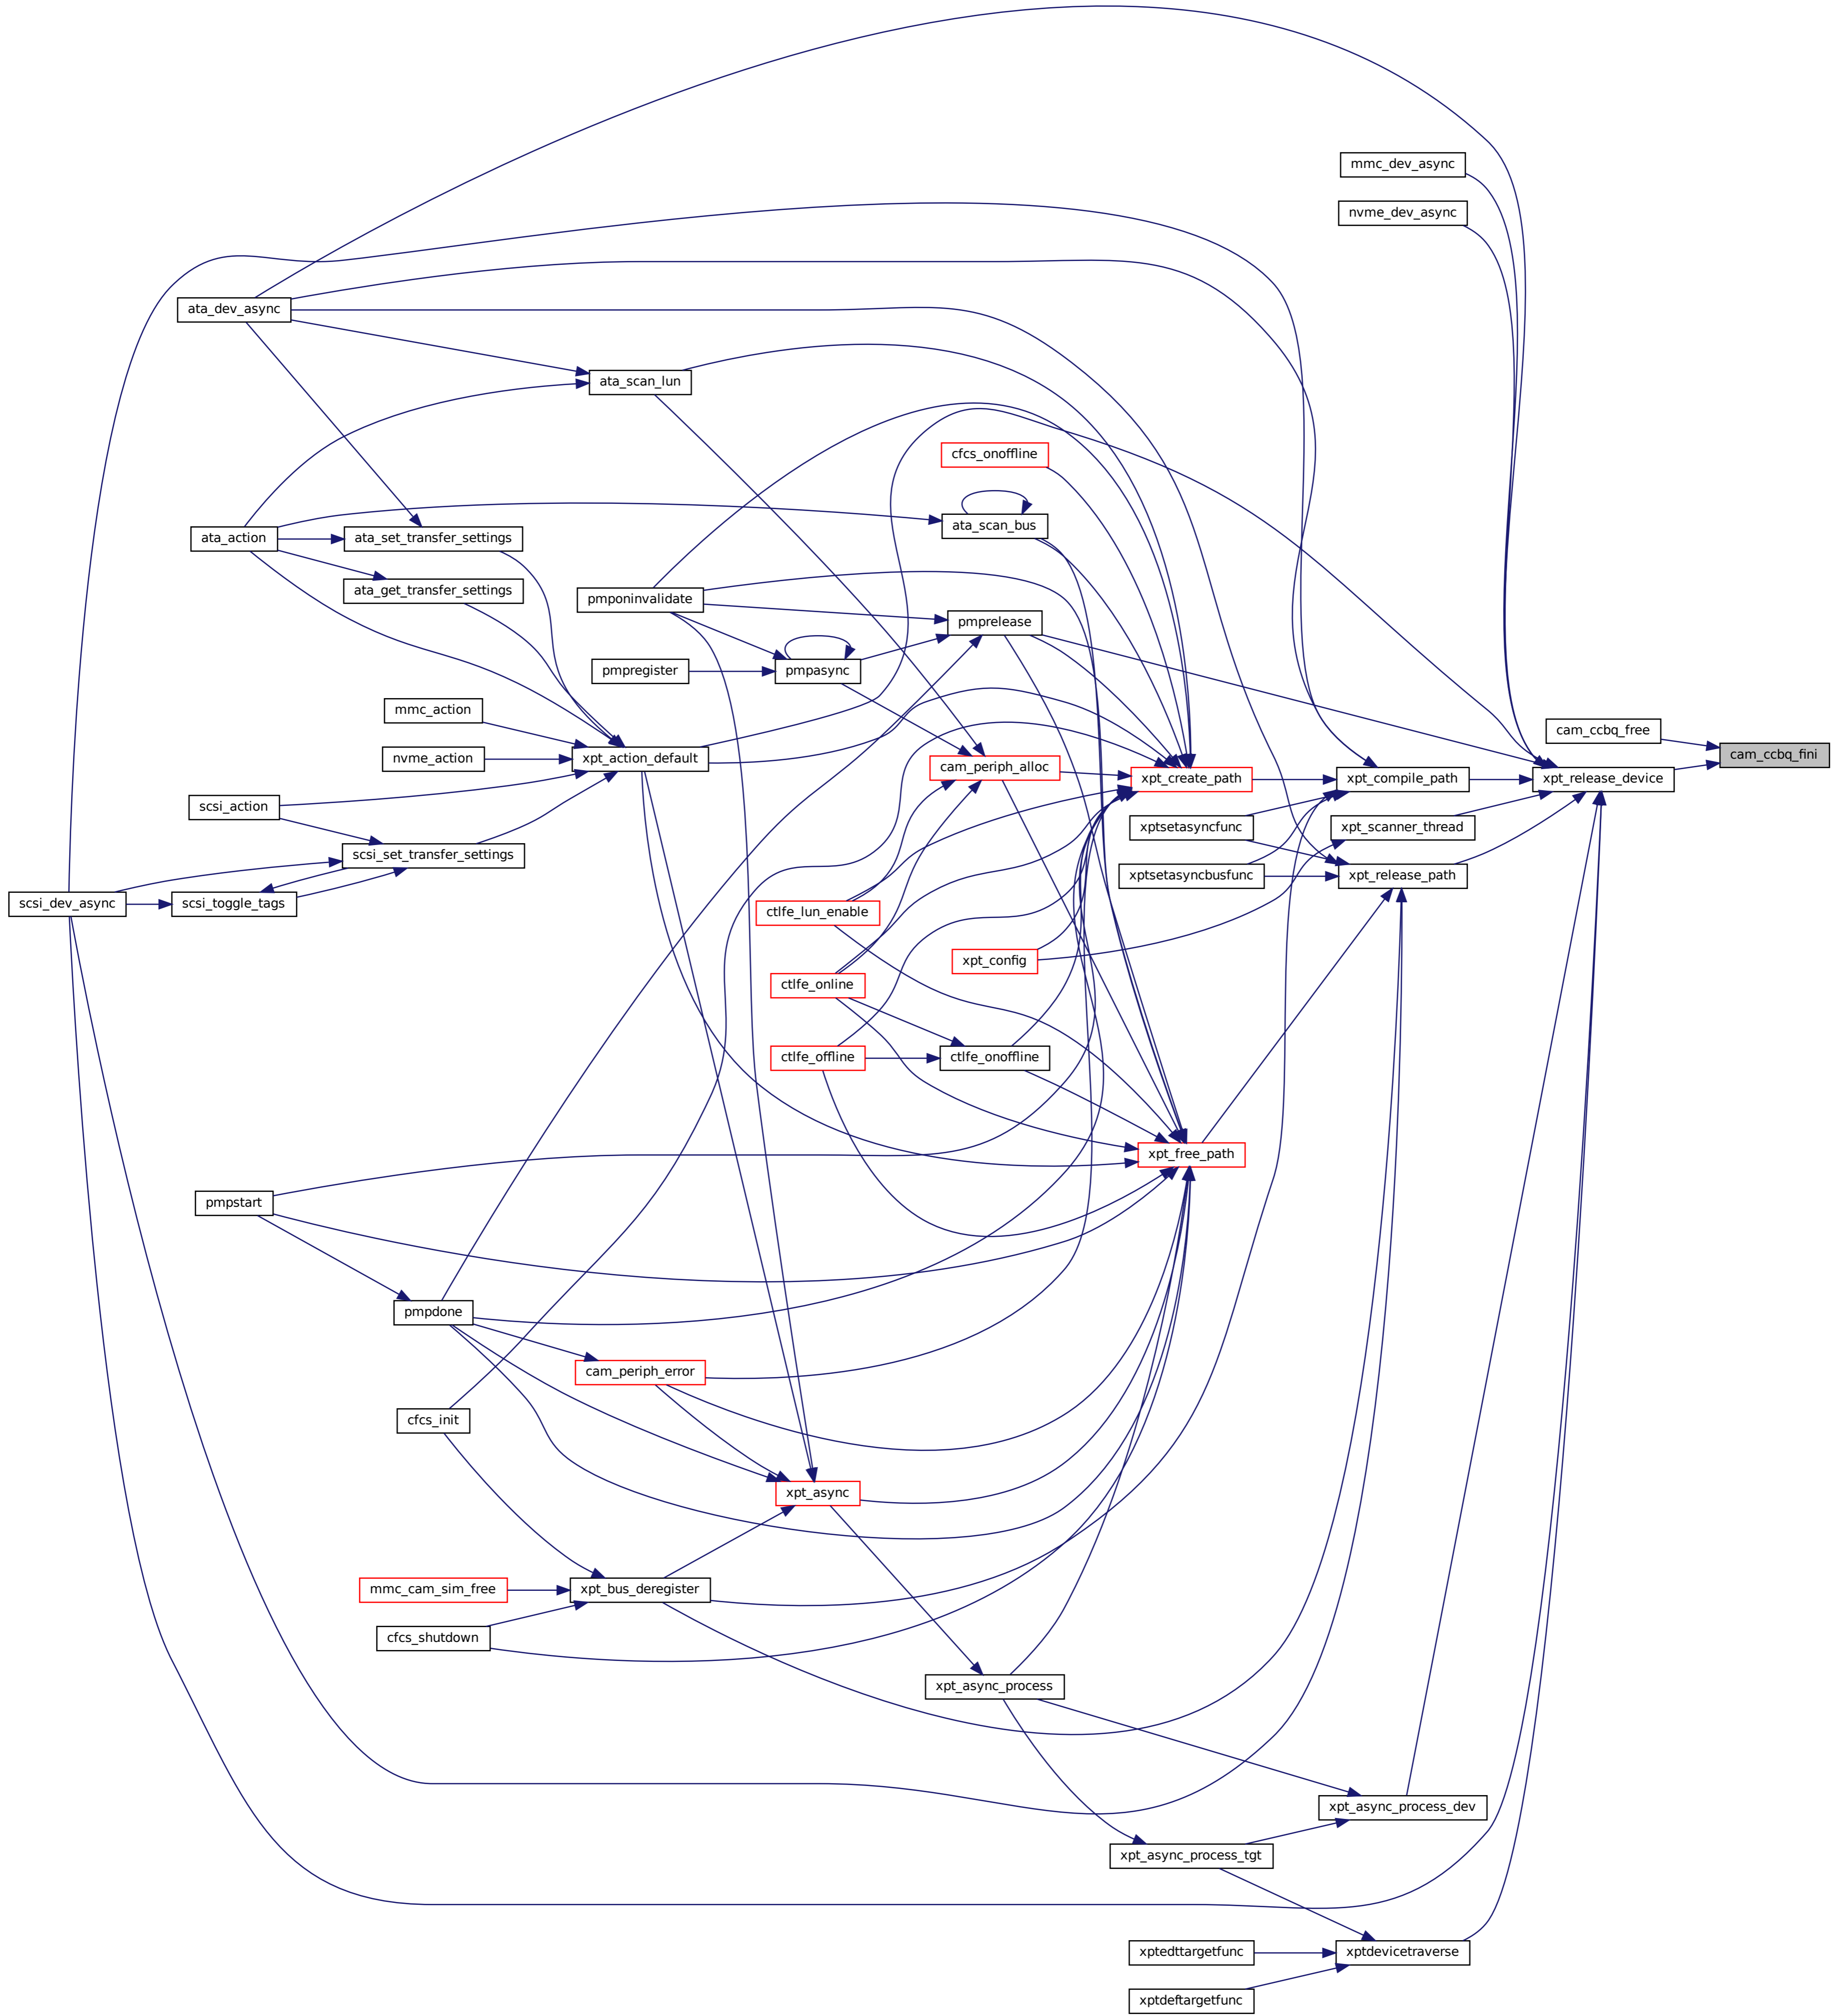 mmc_dev_async
nvme_dev_async
ata_dev_async
ata_scan_lun
cfcs_onoffline
ata_scan_bus
ata_action
ata_set_transfer_settings
ata_get_transfer_settings
pmponinvalidate
pmprelease
pmpregister
pmpasync
mmc_action
cam_ccbq_free
nvme_action
xpt_action_default
cam_periph_alloc
xpt_create_path
xpt_compile_path
xpt_release_device
cam_ccbq_fini
scsi_action
xptsetasyncfunc
xpt_scanner_thread
scsi_set_transfer_settings
xptsetasyncbusfunc
xpt_release_path
scsi_dev_async
scsi_toggle_tags
ctlfe_lun_enable
xpt_config
ctlfe_online
ctlfe_offline
ctlfe_onoffline
xpt_free_path
pmpstart
pmpdone
cam_periph_error
cfcs_init
xpt_async
mmc_cam_sim_free
xpt_bus_deregister
cfcs_shutdown
xpt_async_process
xpt_async_process_dev
xpt_async_process_tgt
xptedttargetfunc
xptdevicetraverse
xptdeftargetfunc